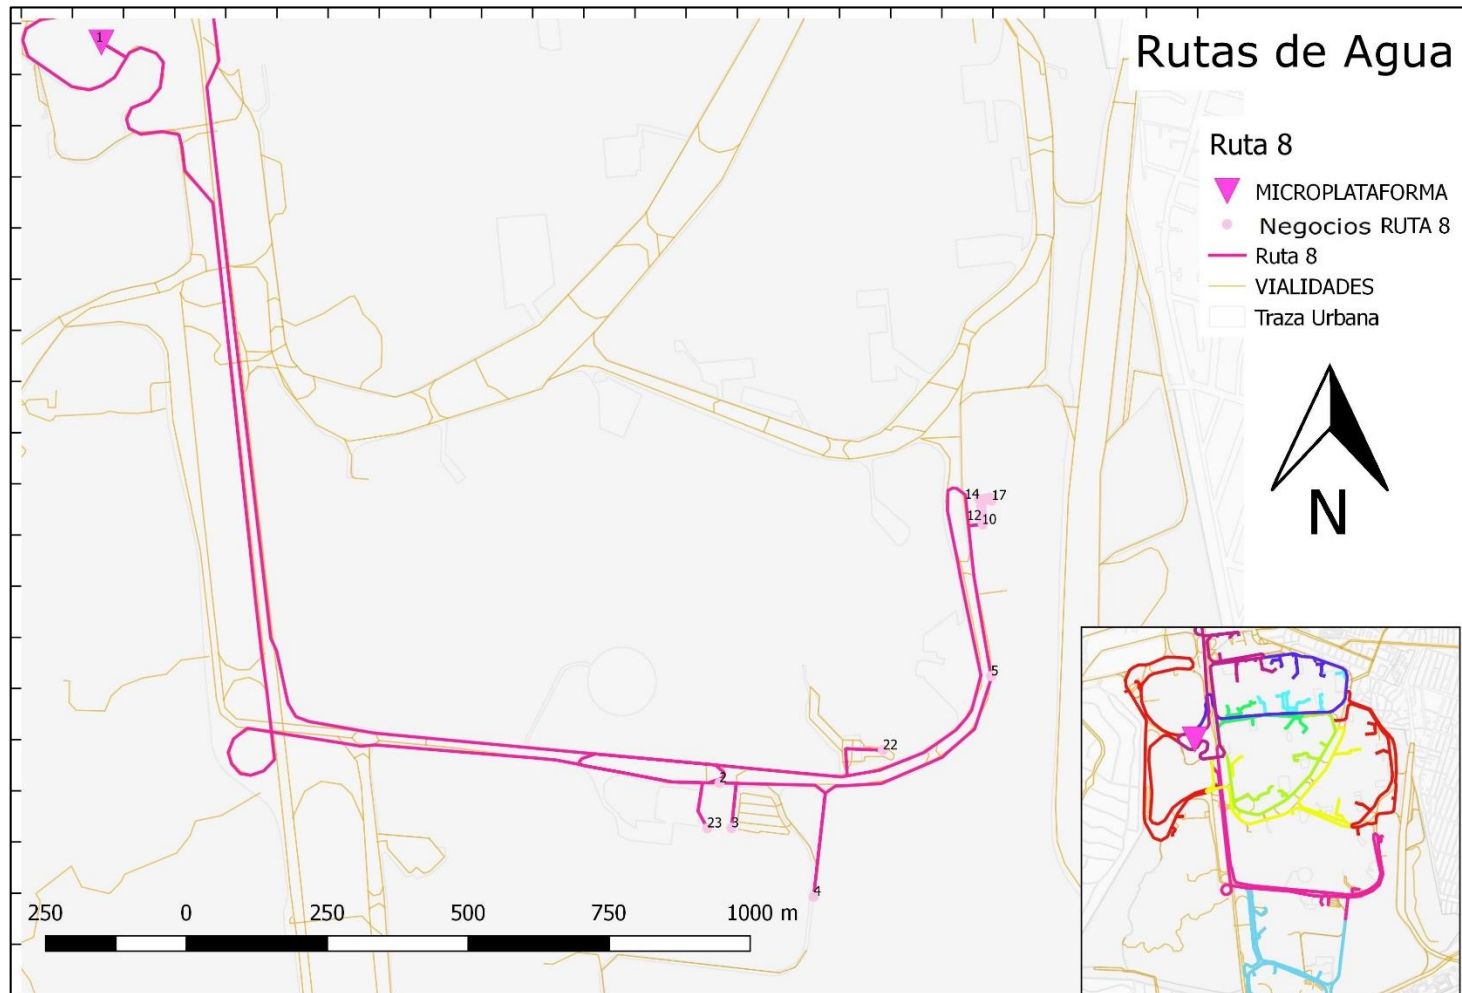 Rutas de Agua
Ruta 8
MICROPLATAFORMA
Negocios RUTA 8
Ruta 8
VIALIDADES
Traza Urbana
N
1
14 17
12 10
5
22
2
23 3
4
250 0 250 500 750 1000 m